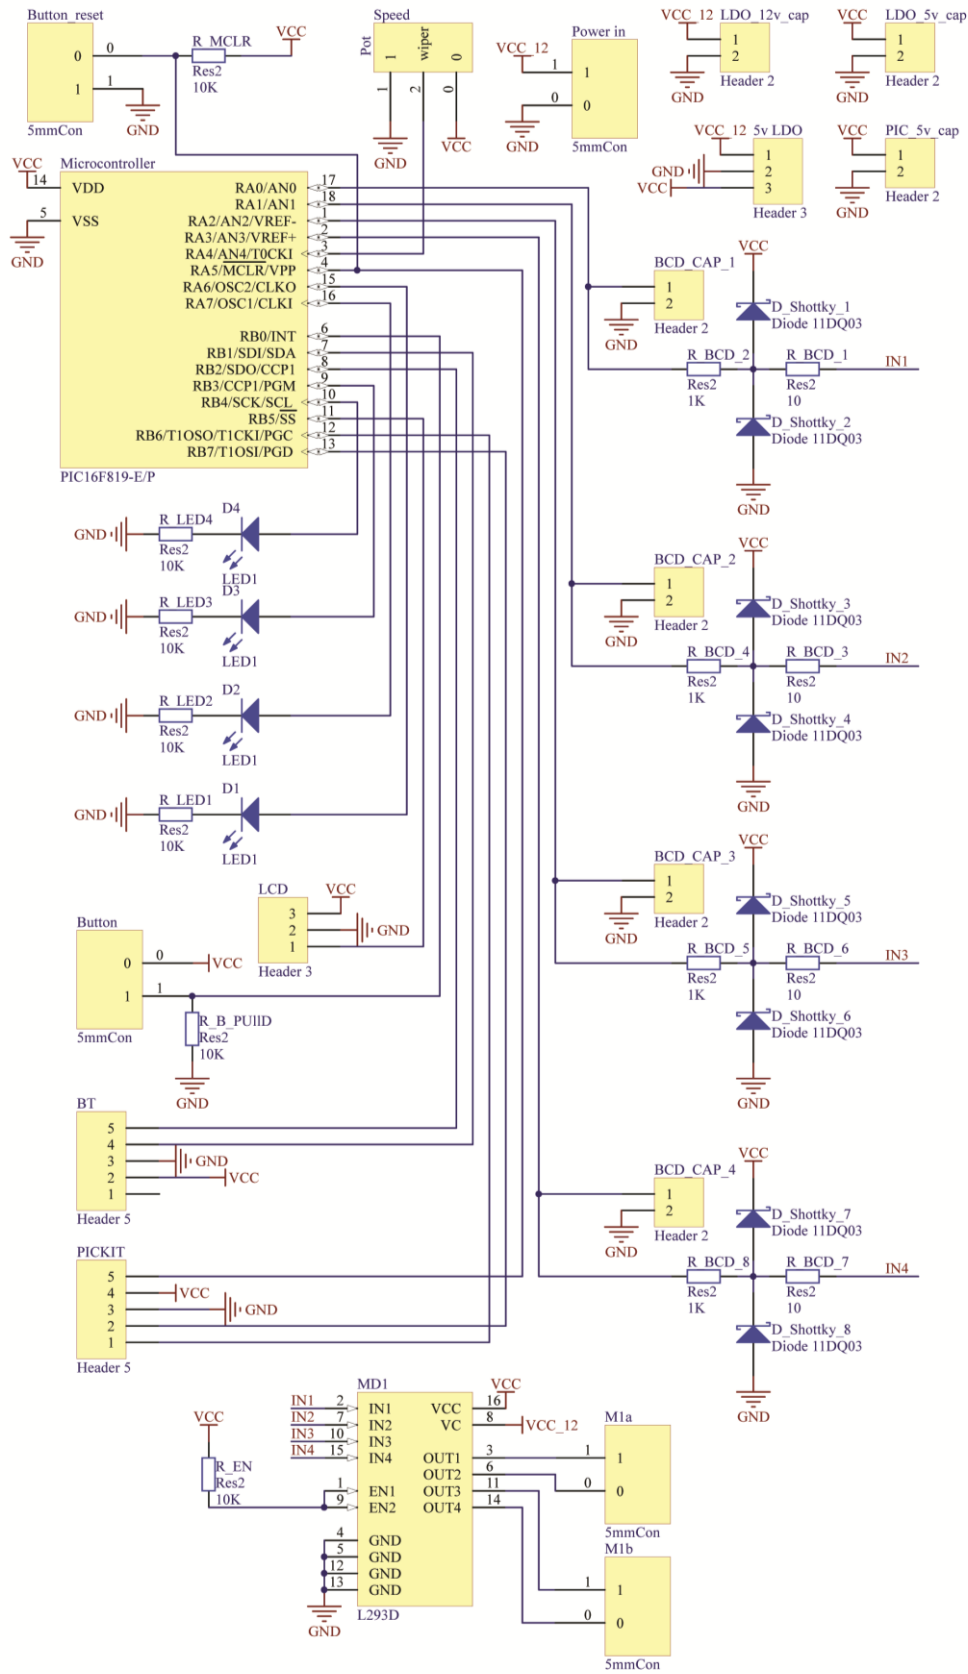 Button_reset
0
0
1
1
5mmCon
GND
R_MCLR
Res2
10K
VCC
Speed
Pot
1
wiper
0
1
2
0
GND
VCC
Power in
VCC_12
1
1
0
0
GND
5mmCon
VCC_12
LDO_12v_cap
1
2
GND
Header 2
VCC
LDO_5v_cap
1
2
GND
Header 2
VCC_12
5v LDO
1
GND
2
VCC
3
Header 3
VCC
PIC_5v_cap
1
2
GND
Header 2
Microcontroller
VCC
14
VDD
5
VSS
GND
RA0/AN0
17
RA1/AN1
18
RA2/AN2/VREF-
1
RA3/AN3/VREF+
2
RA4/AN4/T0CKI
3
RA5/MCLR/VPP
4
RA6/OSC2/CLKO
15
RA7/OSC1/CLKI
16
RB0/INT
6
RB1/SDI/SDA
7
RB2/SDO/CCP1
8
RB3/CCP1/PGM
9
RB4/SCK/SCL
10
RB5/SS
11
RB6/T1OSO/T1CKI/PGC
12
RB7/T1OSI/PGD
13
PIC16F819-E/P
BCD_CAP_1
1
2
GND
Header 2
VCC
D_Shottky_1
Diode 11DQ03
R_BCD_2
Res2
1K
R_BCD_1
Res2
10
IN1
D_Shottky_2
Diode 11DQ03
GND
GND
R_LED4
Res2
10K
D4
LED1
GND
R_LED3
Res2
10K
D3
LED1
GND
R_LED2
Res2
10K
D2
LED1
GND
R_LED1
Res2
10K
D1
LED1
BCD_CAP_2
1
2
GND
Header 2
VCC
D_Shottky_3
Diode 11DQ03
R_BCD_4
Res2
1K
R_BCD_3
Res2
10
IN2
D_Shottky_4
Diode 11DQ03
GND
BCD_CAP_3
1
2
GND
Header 2
VCC
D_Shottky_5
Diode 11DQ03
R_BCD_5
Res2
1K
R_BCD_6
Res2
10
IN3
D_Shottky_6
Diode 11DQ03
GND
LCD
VCC
3
2
GND
1
Header 3
Button
0
0
VCC
1
1
5mmCon
R_B_PUllD
Res2
10K
GND
BT
5
4
3
GND
2
VCC
1
Header 5
PICKIT
5
4
VCC
3
GND
2
1
Header 5
BCD_CAP_4
1
2
GND
Header 2
VCC
D_Shottky_7
Diode 11DQ03
R_BCD_8
Res2
1K
R_BCD_7
Res2
10
IN4
D_Shottky_8
Diode 11DQ03
GND
MD1
IN1
2
IN1
IN2
7
IN2
IN3
10
IN3
IN4
15
IN4
VCC
R_EN
Res2
10K
1
EN1
9
EN2
4
GND
5
GND
12
GND
13
GND
GND
L293D
VCC
16
VCC
VC
8
VCC_12
OUT1
3
OUT2
6
OUT3
11
OUT4
14
M1a
1
1
0
0
5mmCon
M1b
1
1
0
0
5mmCon